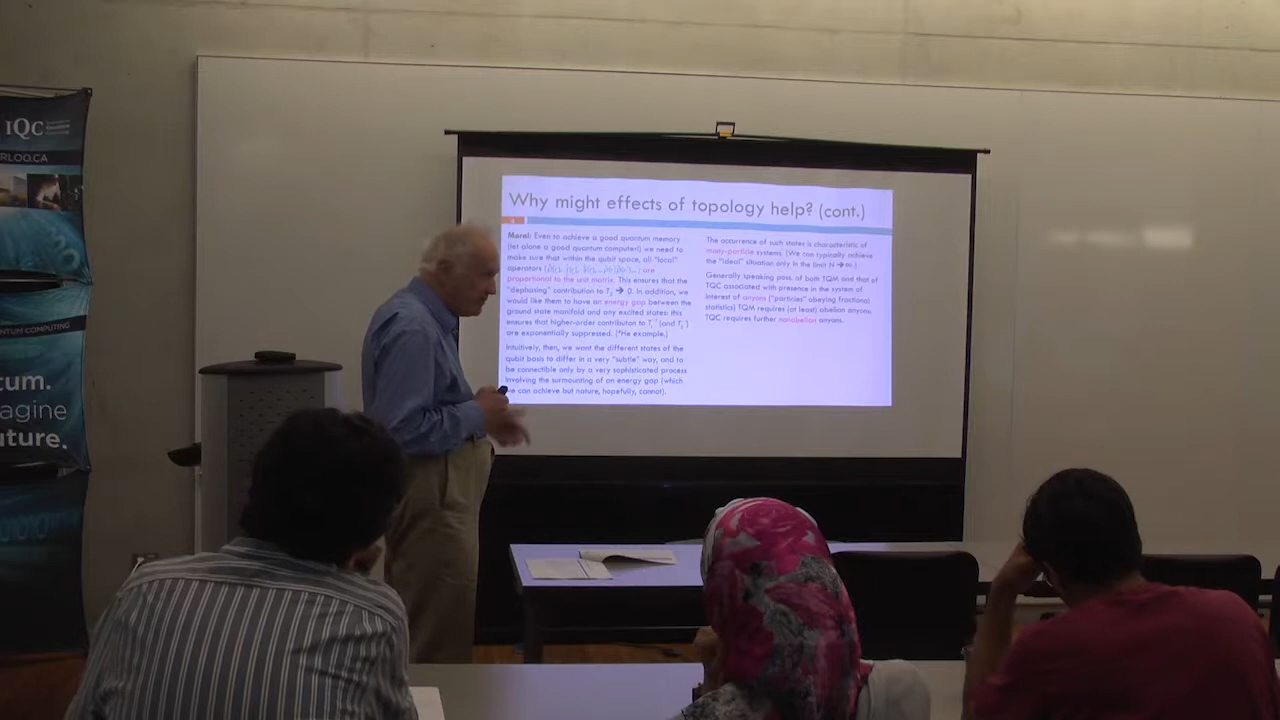 IQC
RLOO.CA
NTUM COMPUTING
tum.
agine
uture.
Why might effects of topology help? (cont.)
Moral: Even to achieve a good quantum memory
(let alone a good quantum computer!) we need to
make sure that within the qubit space, all "local"
operators are
proportional to the unit matrix. This ensures that the
"dephasing" contribution to T₂ → 0. In addition, we
would like them to have an energy gap between the
ground state manifold and any excited states: this
ensures that higher-order contributon to (and )
are exponentially suppressed. (⁴He example.)
Intuitively, then, we want the different states of the
qubit basis to differ in a very "subtle" way, and to
be connectible only by a very sophisticated process
involving the surmounting of an energy gap (which
we can achieve but nature, hopefully, cannot).
The occurrence of such states is characteristic of
many-particle systems. (We can typically achieve
the "ideal" situation only in the limit N → ∞.)
Generally speaking poss. of both TQM and that of
TQC associated with presence in the system of
interest of anyons ("particles" obeying fractional
statistics) TQM requires (at least) abelian anyons:
TQC requires further nonabelian anyons.